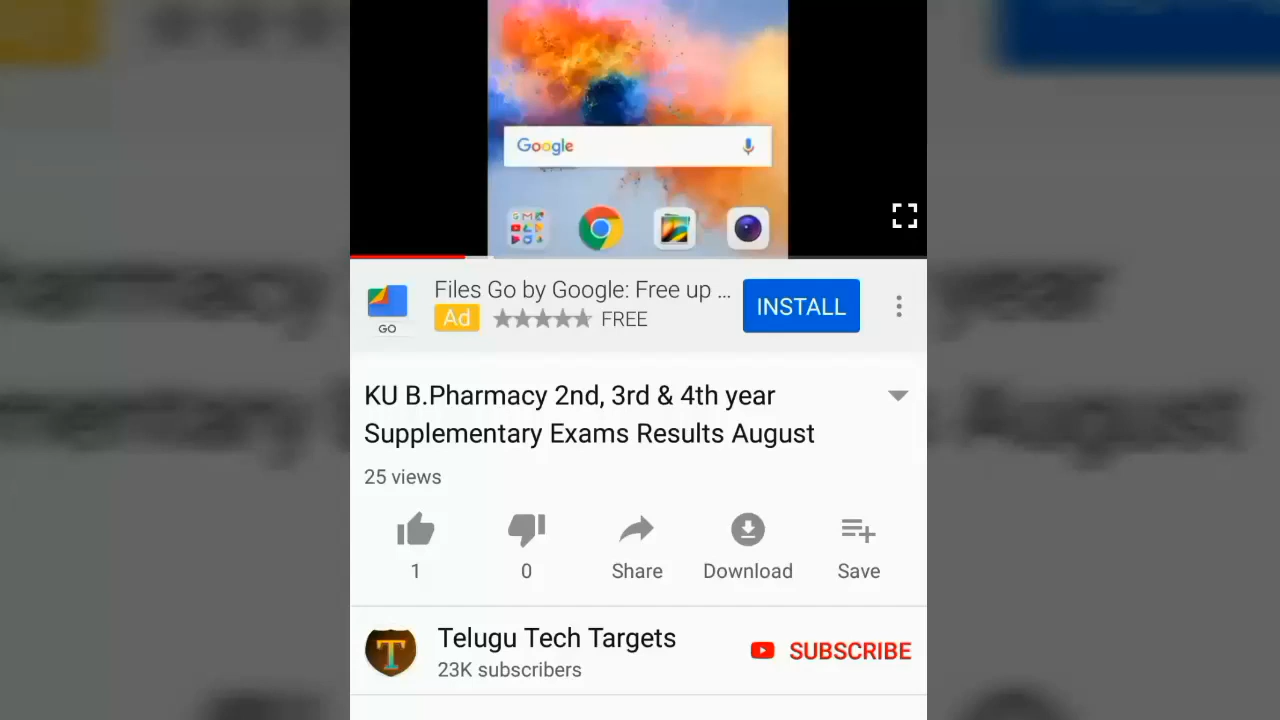 Google
Files Go by Google: Free up ...
Ad FREE
INSTALL
GO
KU B.Pharmacy 2nd, 3rd & 4th year
Supplementary Exams Results August
25 views
1
0
Share
Download
Save
T
Telugu Tech Targets
23K subscribers
SUBSCRIBE